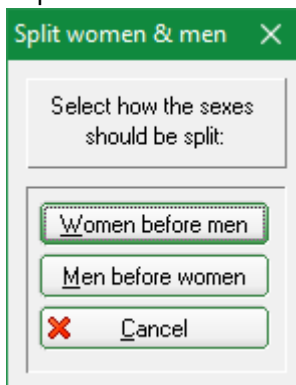 Split women & men
Select how the sexes
should be split:
Women before men
Men before women
Cancel